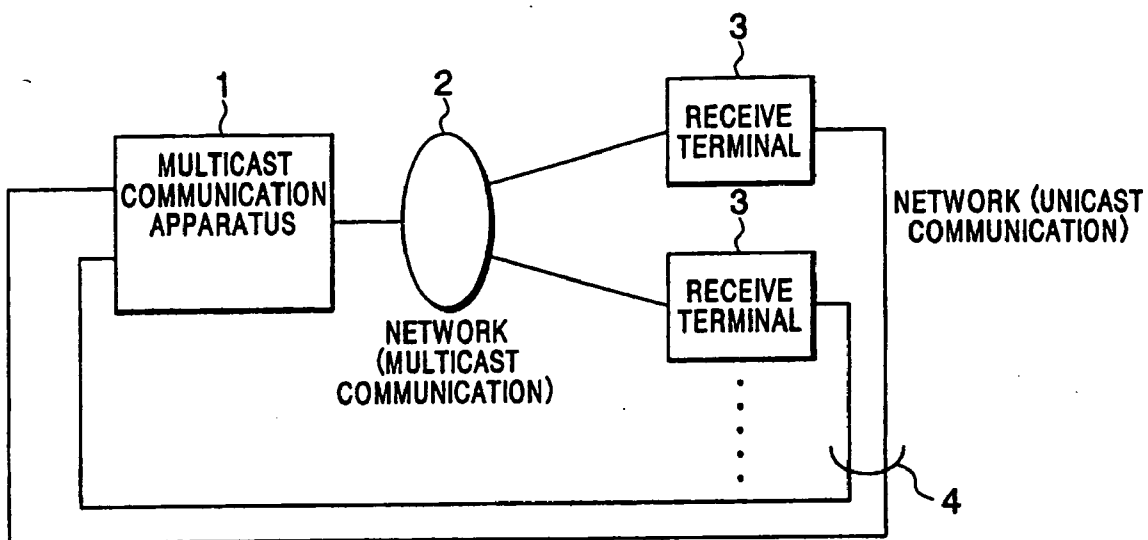 1
MULTICAST
COMMUNICATION
APPARATUS
2
NETWORK
(MULTICAST
COMMUNICATION)
3
RECEIVE
TERMINAL
3
RECEIVE
TERMINAL
NETWORK (UNICAST
COMMUNICATION)
4